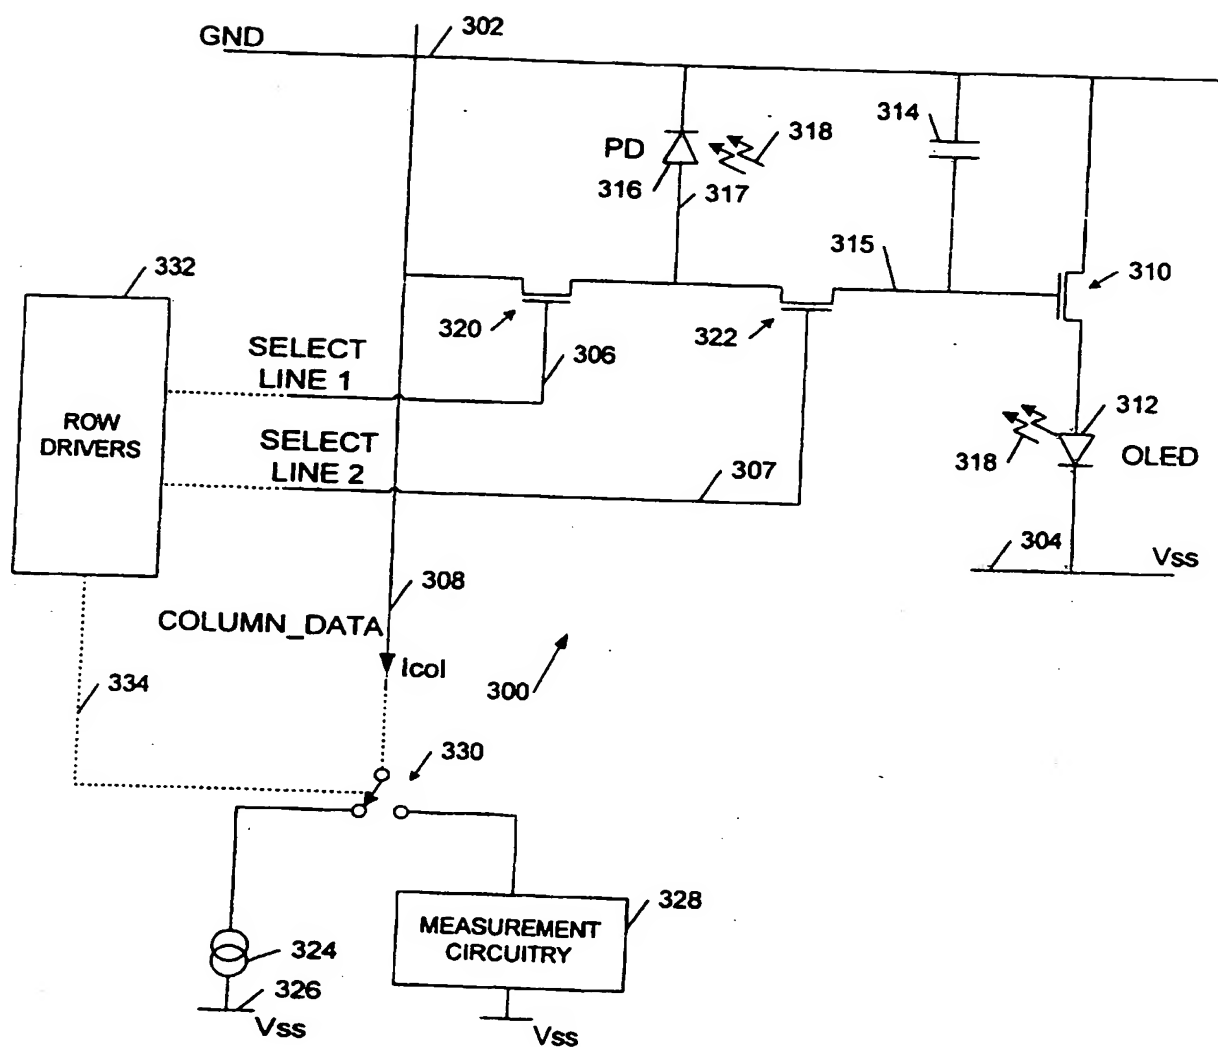 GND
302
314
PD
318
316
317
315
332
310
320
322
SELECT
LINE 1
306
ROW
DRIVERS
312
SELECT
LINE 2
318
OLED
307
304
Vss
308
COLUMN_DATA
Icol
334
300
330
328
MEASUREMENT
CIRCUITRY
324
326
Vss
Vss